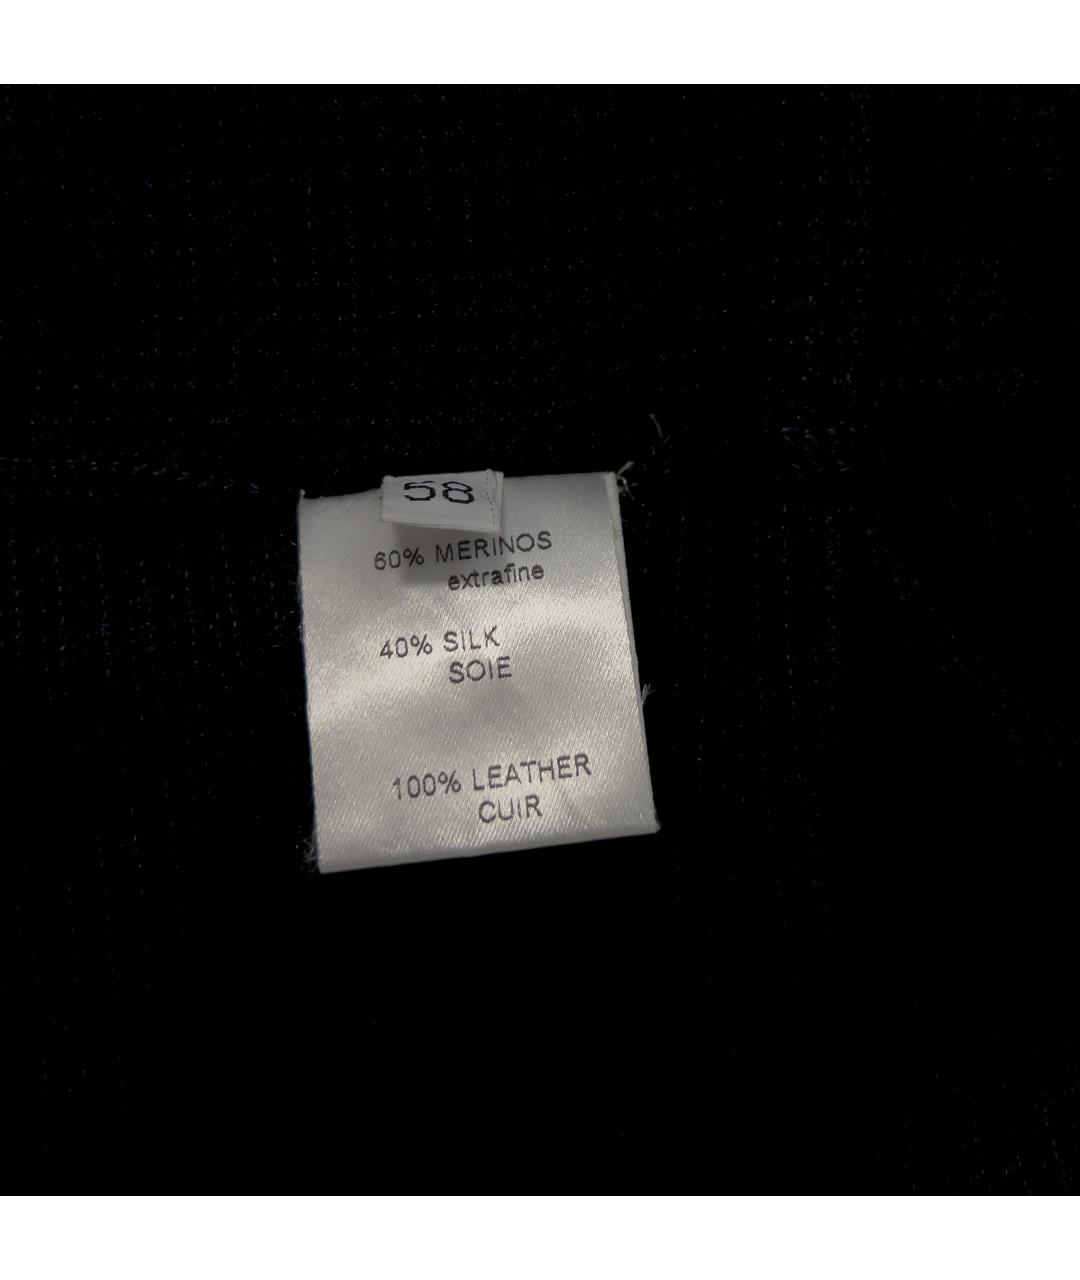 58
60% MERINOS
extrafine
40% SILK
SOIE
100% LEATHER
CUIR